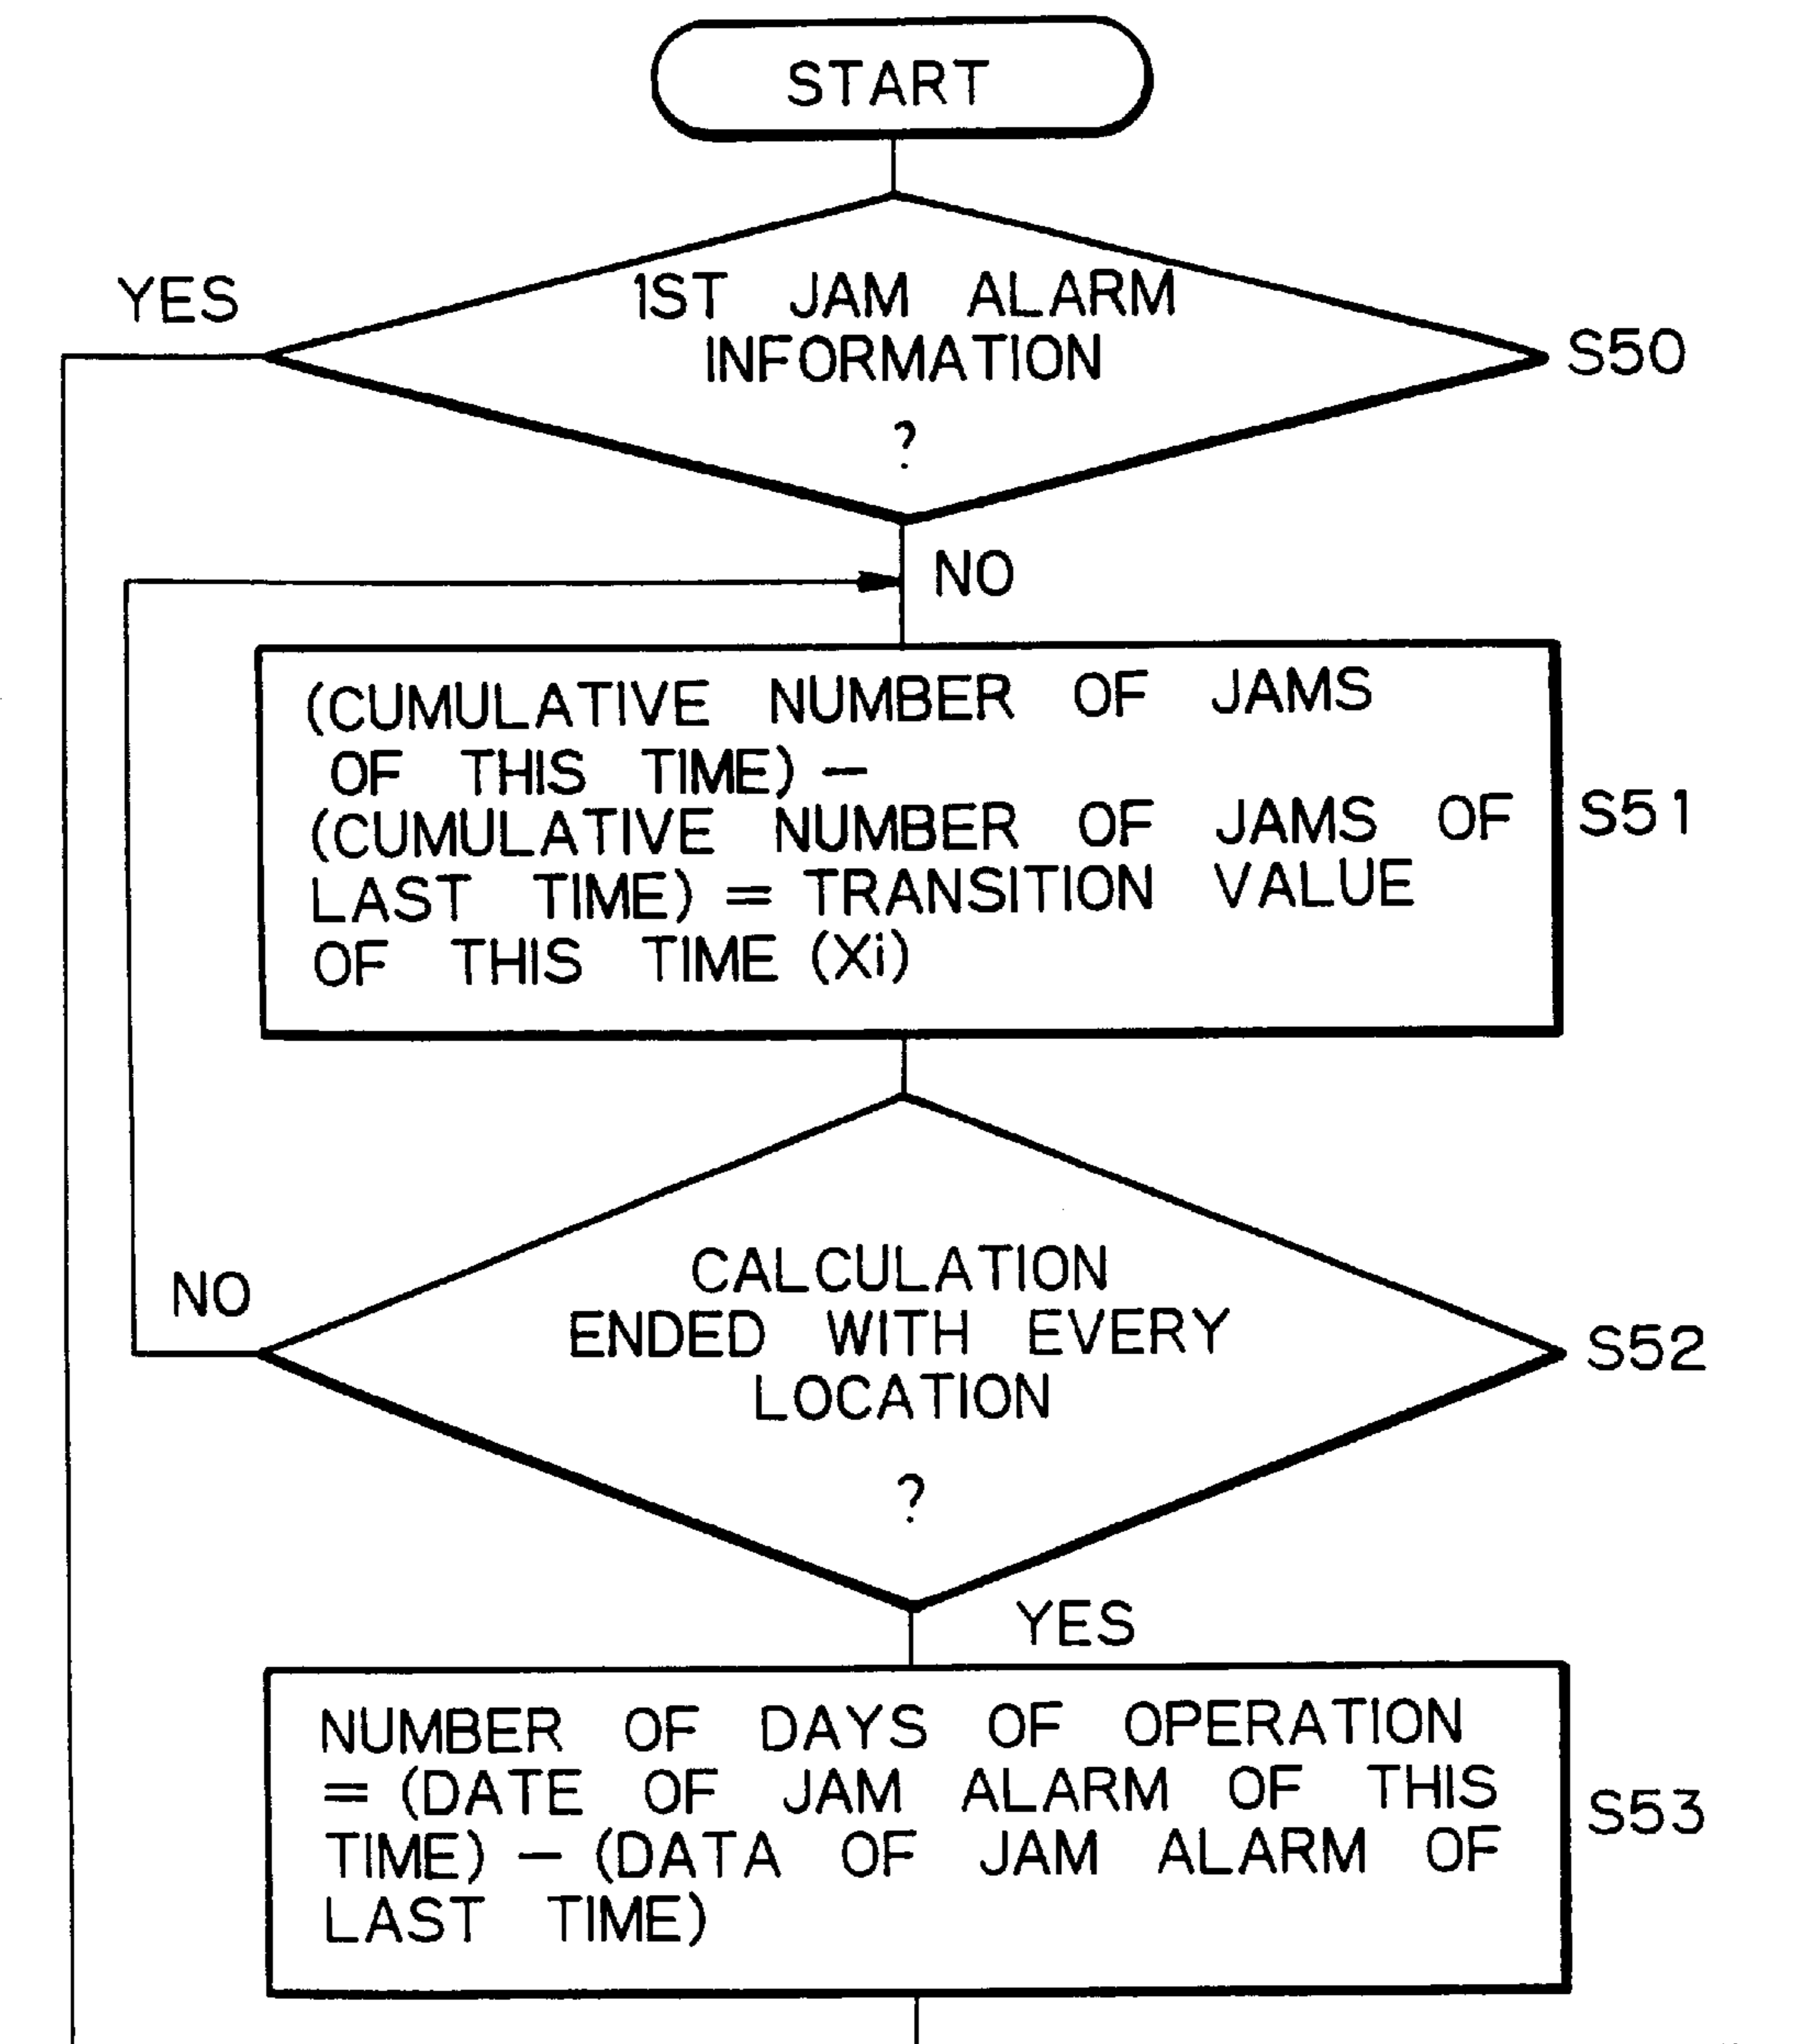 START
1ST JAM ALARM
INFORMATION
?
YES
S50
NO
(CUMULATIVE NUMBER OF JAMS
OF THIS TIME) –
(CUMULATIVE NUMBER OF JAMS OF
LAST TIME) = TRANSITION VALUE
OF THIS TIME (Xi)
S51
CALCULATION
ENDED WITH EVERY
LOCATION
?
NO
S52
YES
NUMBER OF DAYS OF OPERATION
= (DATE OF JAM ALARM OF THIS
TIME) – (DATA OF JAM ALARM OF
LAST TIME)
S53